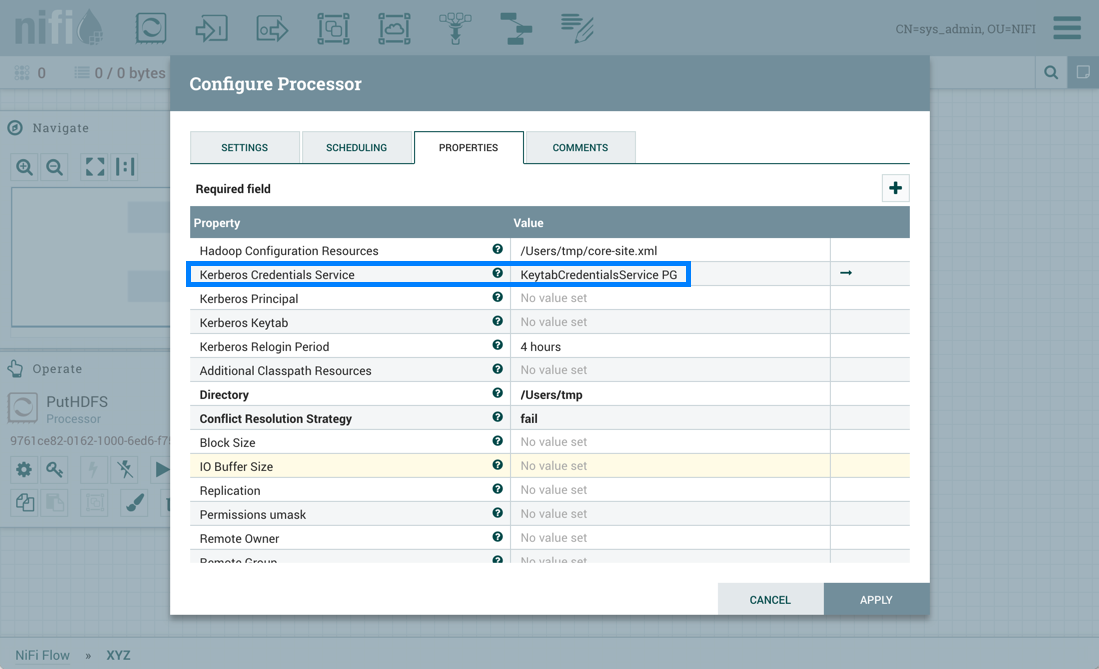 nifi
CN=sys_admin, OU=NIFI
0 0 / 0 bytes
Configure Processor
Navigate
SETTINGS SCHEDULING PROPERTIES COMMENTS
Required field
Property Value
Hadoop Configuration Resources /Users/tmp/core-site.xml
Kerberos Credentials Service KeytabCredentialsService PG
Kerberos Principal No value set
Kerberos Keytab No value set
Kerberos Relogin Period 4 hours
Additional Classpath Resources No value set
Operate
Directory /Users/tmp
PutHDFS
Conflict Resolution Strategy fail
Processor
9761ce82-0162-1000-6ed6-f75
Block Size No value set
IO Buffer Size No value set
Replication No value set
Permissions umask No value set
Remote Owner No value set
Remote Group No value set
CANCEL APPLY
NiFi Flow » XYZ